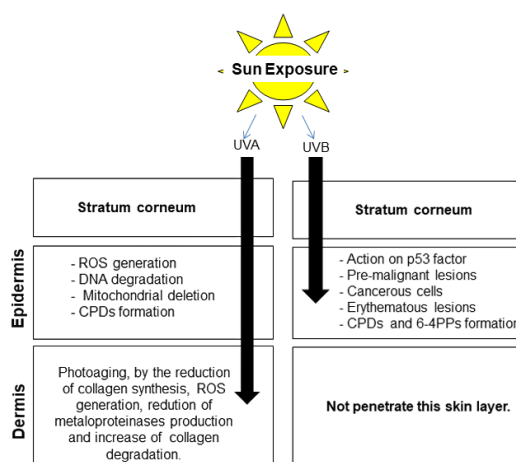 Sun Exposure
UVA
UVB
Stratum corneum
Stratum corneum
Epidermis
- ROS generation
- DNA degradation
- Mitochondrial deletion
- CPDs formation
- Action on p53 factor
- Pre-malignant lesions
- Cancerous cells
- Erythematous lesions
- CPDs and 6-4PPs formation
Dermis
Photoaging, by the reduction
of collagen synthesis, ROS
generation, redution of
metaloproteinases production
and increase of collagen
degradation.
Not penetrate this skin layer.